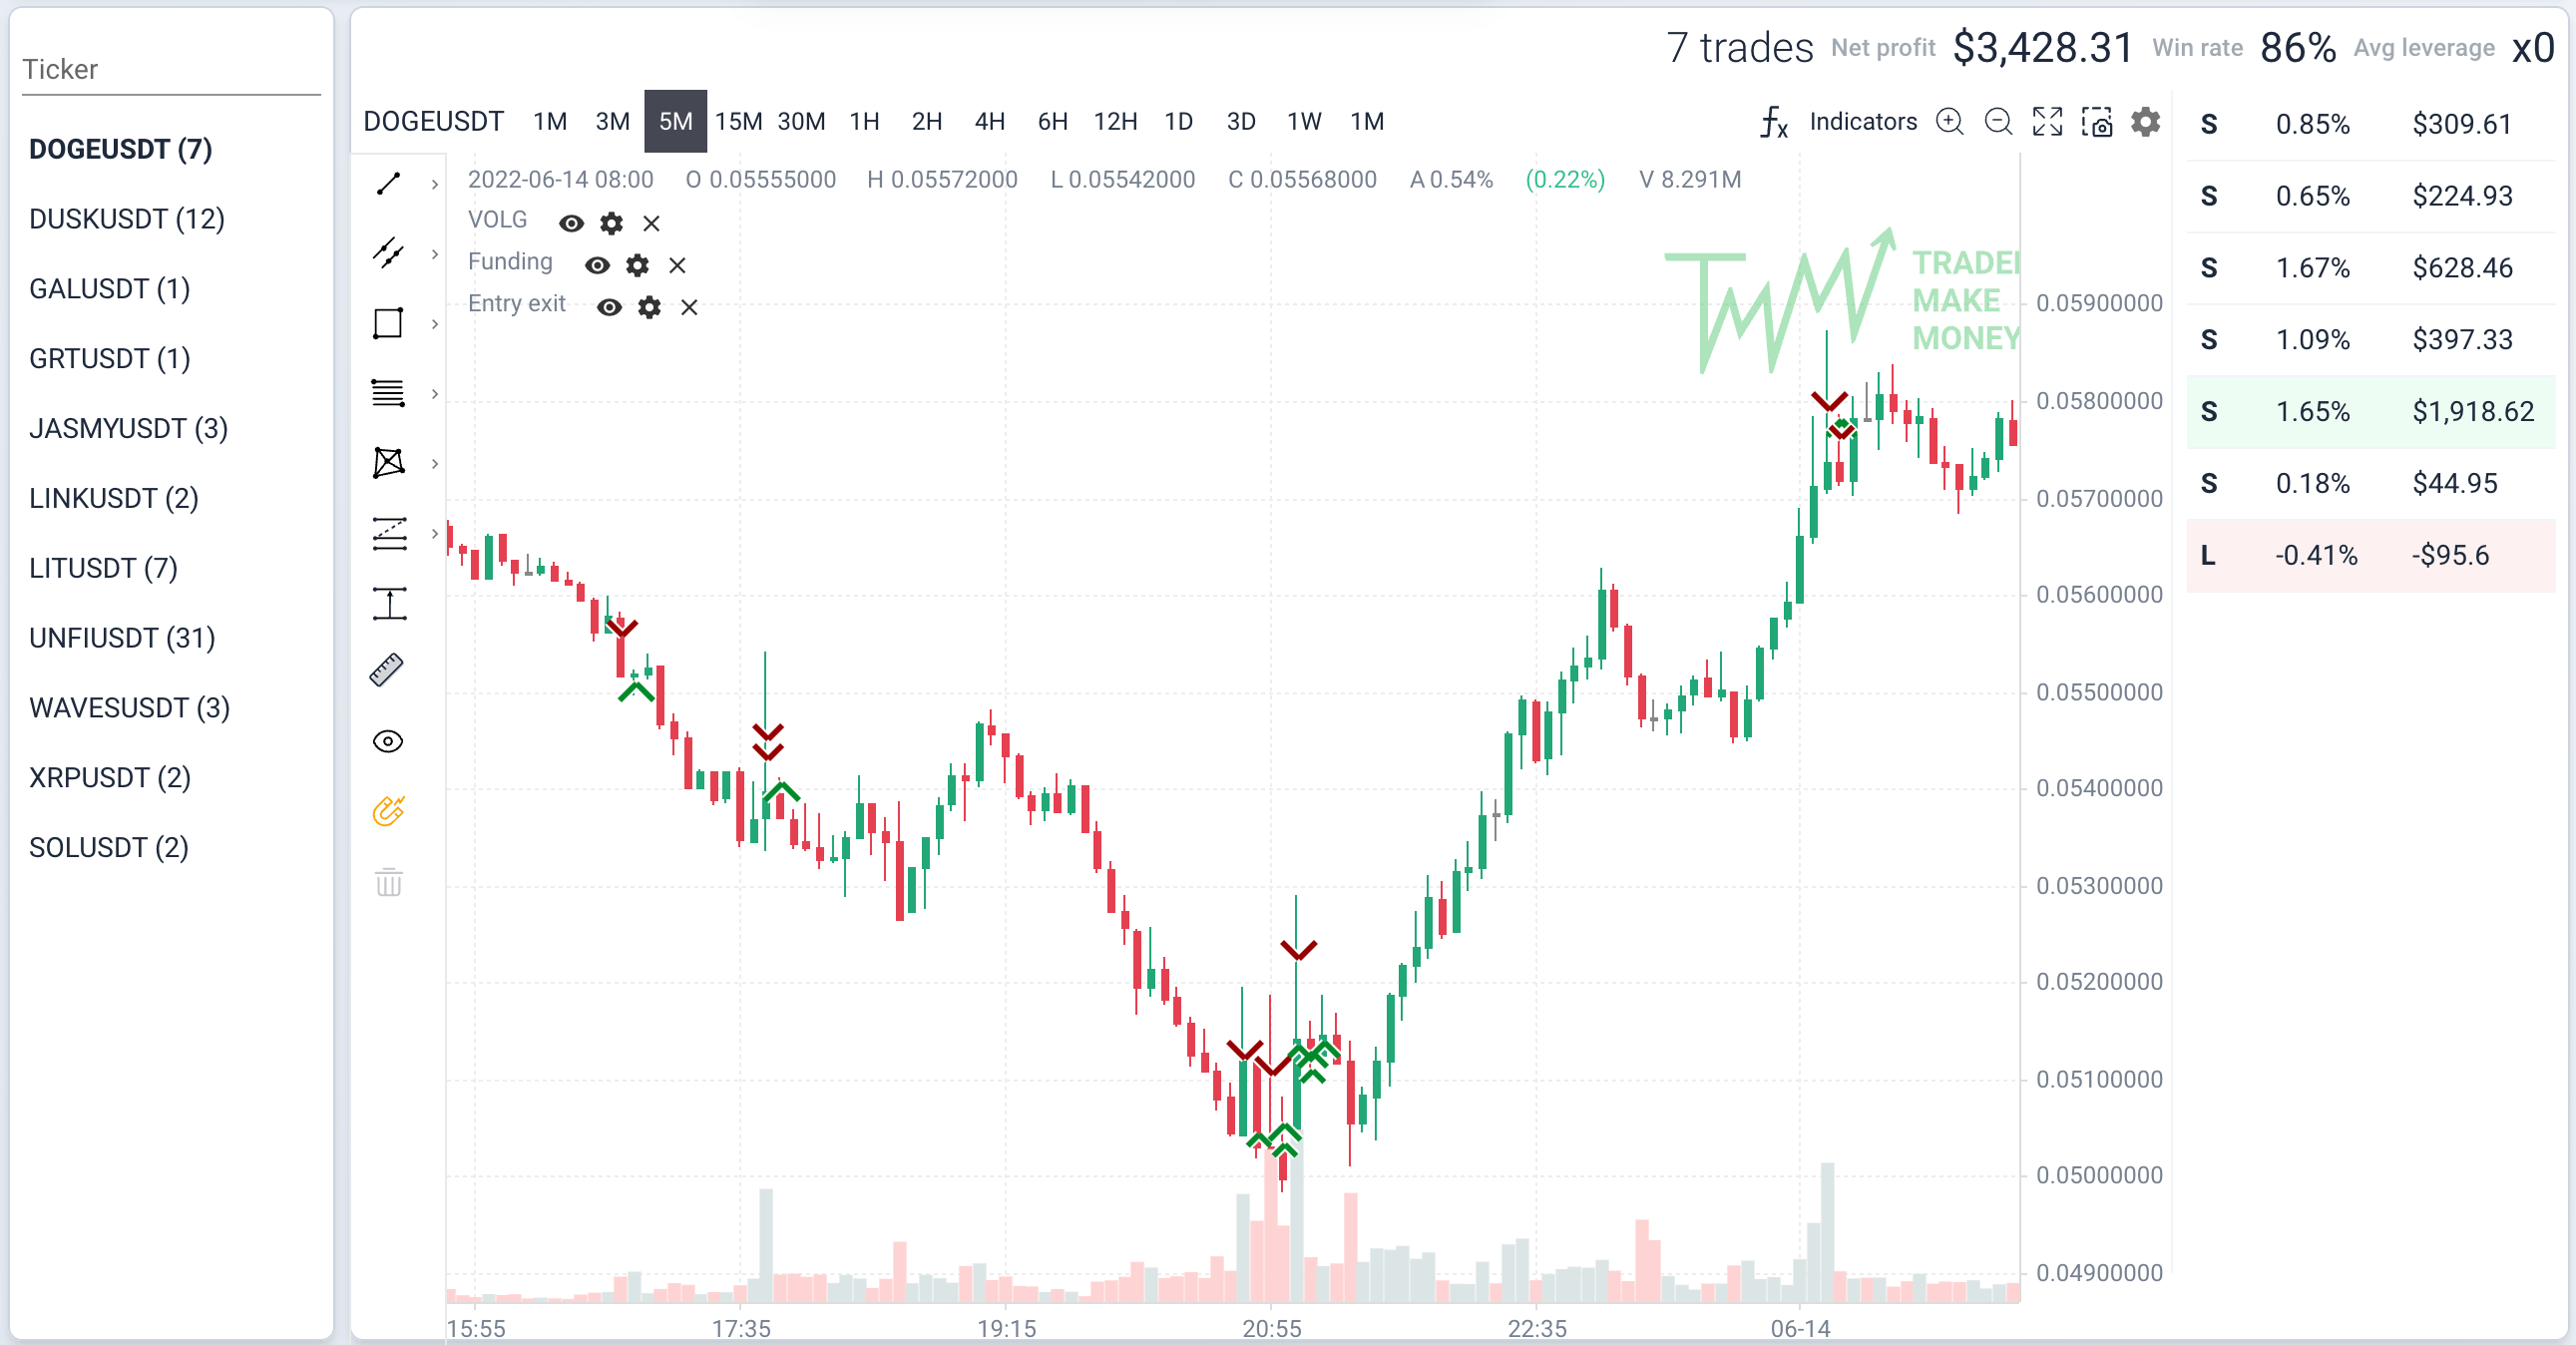 Ticker
DOGEUSDT (7)
DUSKUSDT (12)
GALUSDT (1)
GRTUSDT (1)
JASMYUSDT (3)
LINKUSDT (2)
LITUSDT (7)
UNFIUSDT (31)
WAVESUSDT (3)
XRPUSDT (2)
SOLUSDT (2)
7 trades Net profit $3,428.31 Win rate 86% Avg leverage x0
DOGEUSDT 1M 3M 5M 15M 30M 1H 2H 4H 6H 12H 1D 3D 1W 1M fx Indicators
2022-06-14 08:00 O 0.05555000 H 0.05572000 L 0.05542000 C 0.05568000 A 0.54% (0.22%) V 8.291M
VOLG
Funding
Entry exit
TRADE
MAKE
MONEY
0.05900000
0.05800000
0.05700000
0.05600000
0.05500000
0.05400000
0.05300000
0.05200000
0.05100000
0.05000000
0.04900000
15:55 17:35 19:15 20:55 22:35 06-14
S 0.85% $309.61
S 0.65% $224.93
S 1.67% $628.46
S 1.09% $397.33
S 1.65% $1,918.62
S 0.18% $44.95
L -0.41% -$95.6